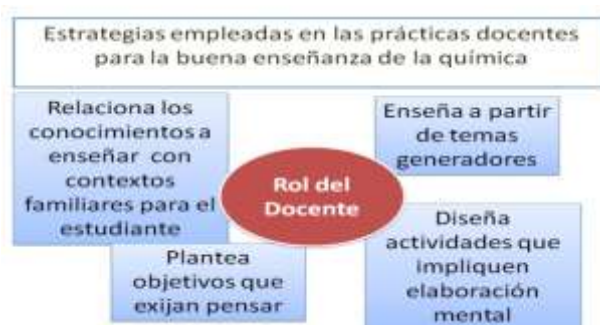 Estrategias empleadas en las prácticas docentes
para la buena enseñanza de la química
Relaciona los
conocimientos a
enseñar con
contextos
familiares para el
estudiante
Enseña a partir
de temas
generadores
Rol del
Docente
Plantea
objetivos que
exijan pensar
Diseña
actividades que
impliquen
elaboración
mental